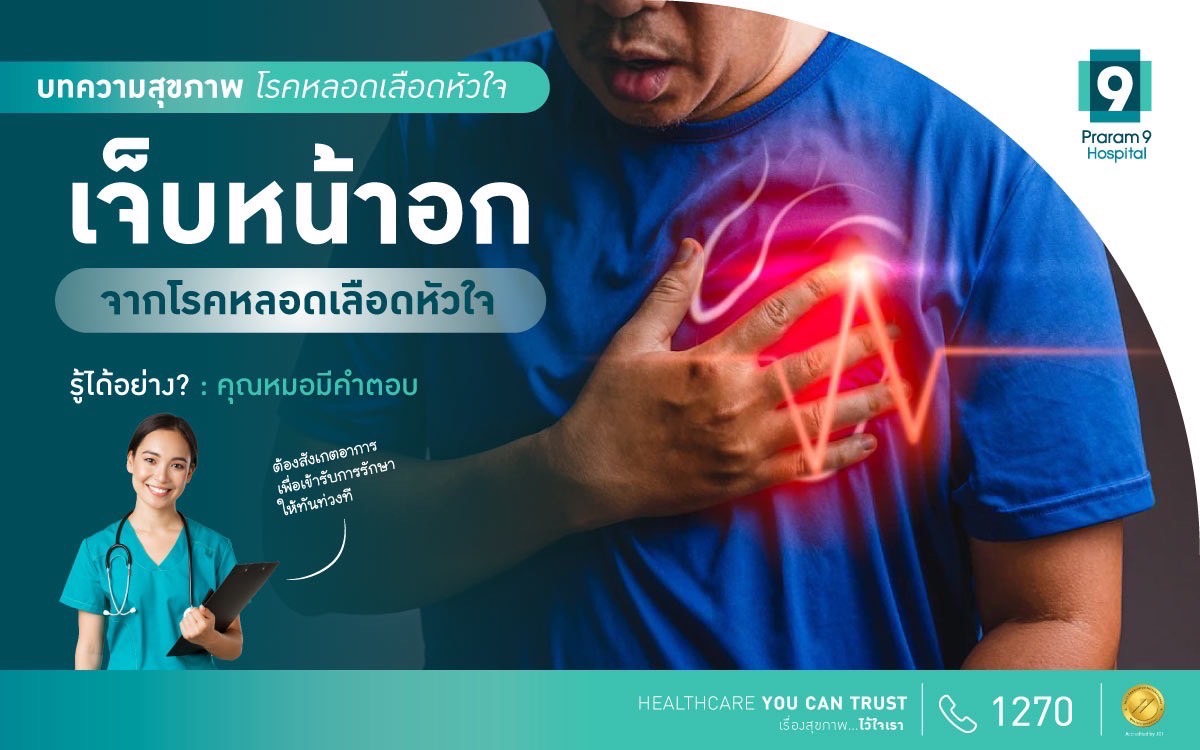 บทความสุขภาพ โรคหลอดเลือดหัวใจ
เจ็บหน้าอก
จากโรคหลอดเลือดหัวใจ
รู้ได้อย่าง? : คุณหมอมีคำตอบ
ต้องสังเกตอาการ
เพื่อเข้ารับการรักษา
ให้ทันท่วงที
9
Praram 9
Hospital
HEALTHCARE YOU CAN TRUST
เรื่องสุขภาพ...ไว้ใจเรา
1270
Accredited by JCI